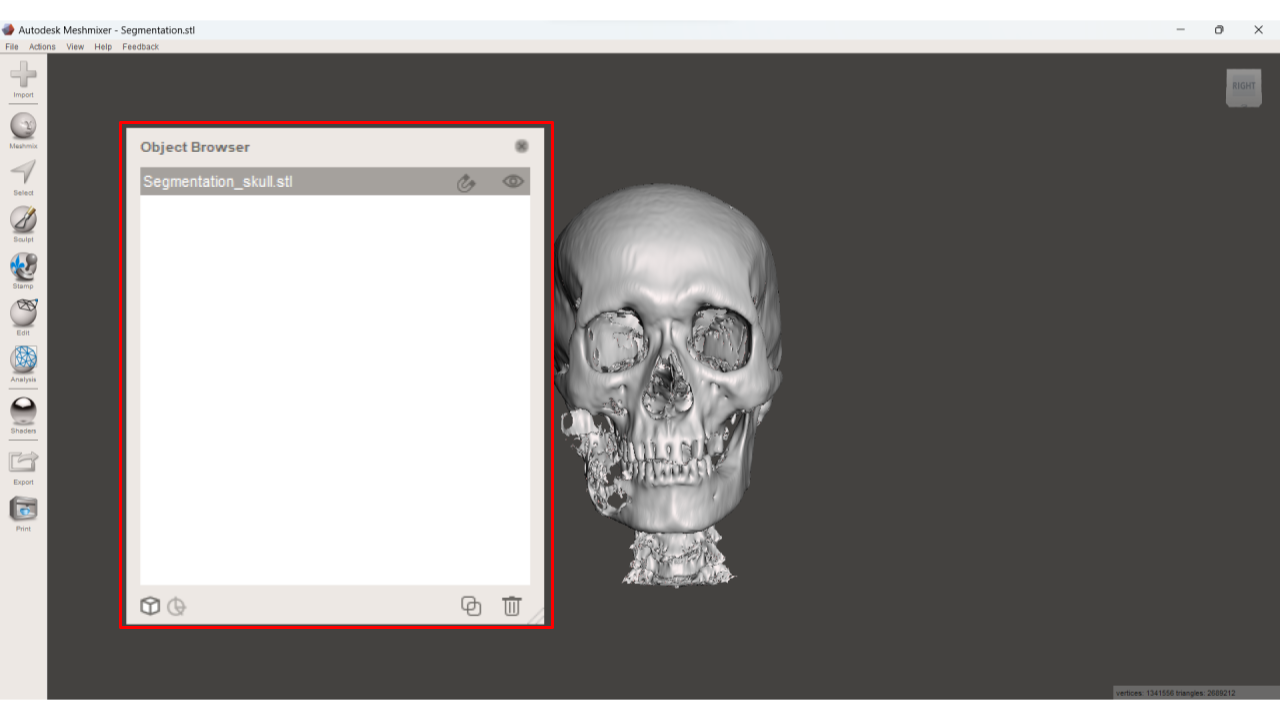 Autodesk Meshmixer - Segmentation.stl
File Actions View Help Feedback
Import
Meshmix
Select
Sculpt
Stamp
Edit
Analysis
Shaders
Export
Print
Object Browser
Segmentation_skull.stl
RIGHT
vertices: 1341556 triangles: 2689212